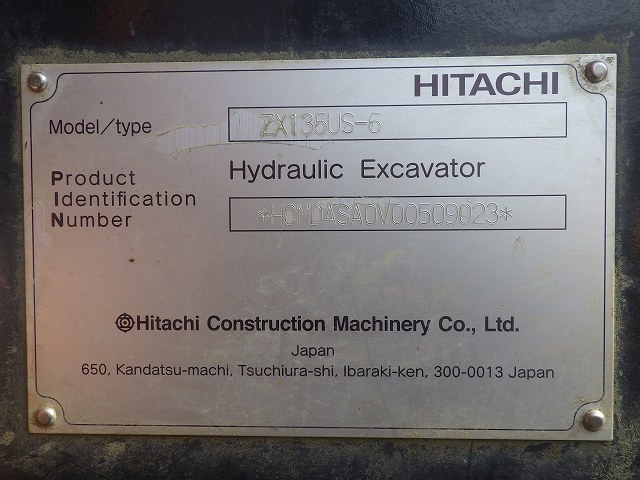 HITACHI
Model/type ZX135US-6
Hydraulic Excavator
Product
Identification
Number *HCMDASA0V00509023*
Hitachi Construction Machinery Co., Ltd.
Japan
650, Kandatsu-machi, Tsuchiura-shi, Ibaraki-ken, 300-0013 Japan